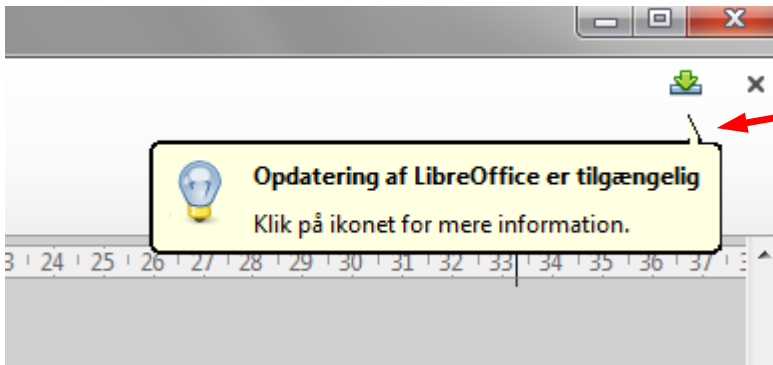 Opdatering af LibreOffice er tilgængelig
Klik på ikonet for mere information.
24 25 26 27 28 29 30 31 32 33 34 35 36 37